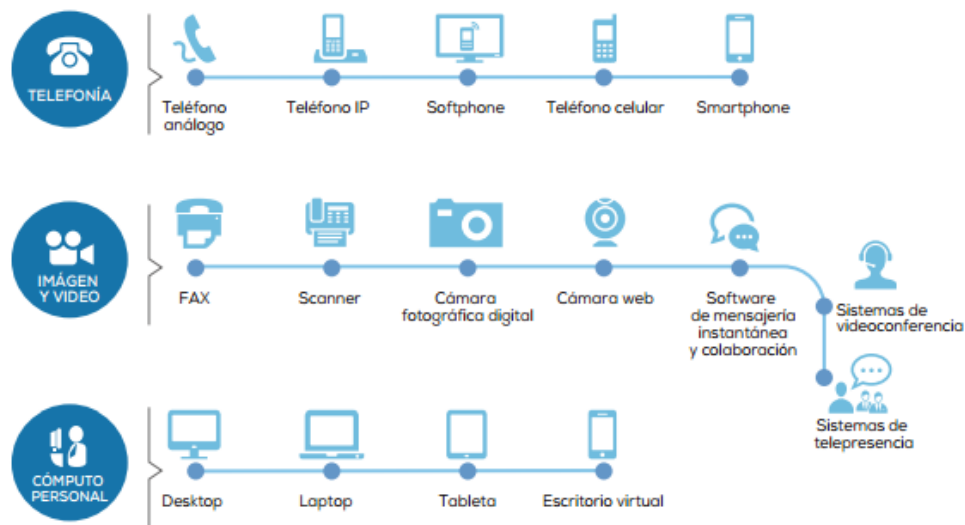 TELEFONÍA
Teléfono
análogo
Teléfono IP
Softphone
Teléfono celular
Smartphone
IMÁGEN
Y VIDEO
FAX
Scanner
Cámara
fotográfica digital
Cámara web
Software
de mensajería
instantánea
y colaboración
Sistemas de
videoconferencia
Sistemas de
telepresencia
CÓMPUTO
PERSONAL
Desktop
Laptop
Tableta
Escritorio virtual